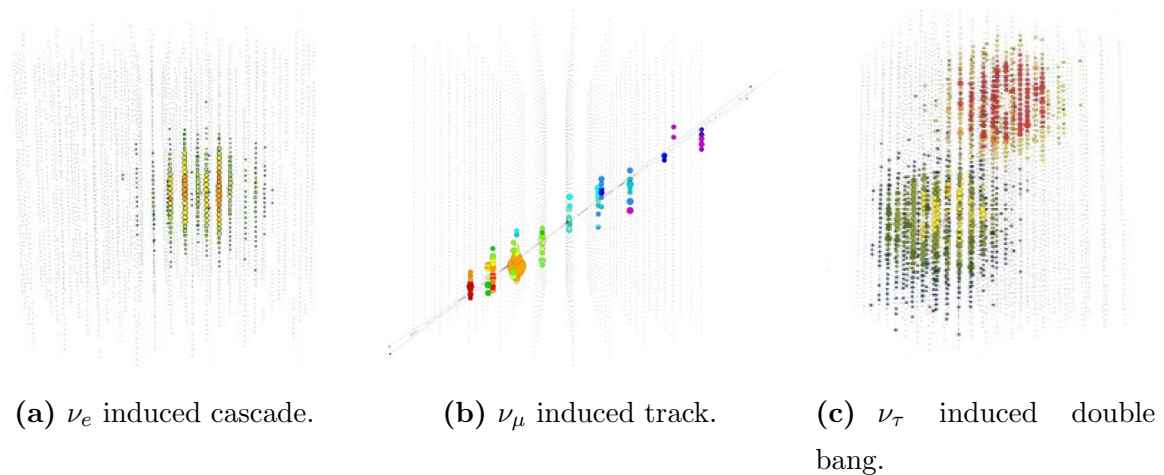 (a) ν_e induced cascade.
(b) ν_μ induced track.
(c) ν_τ induced double
bang.